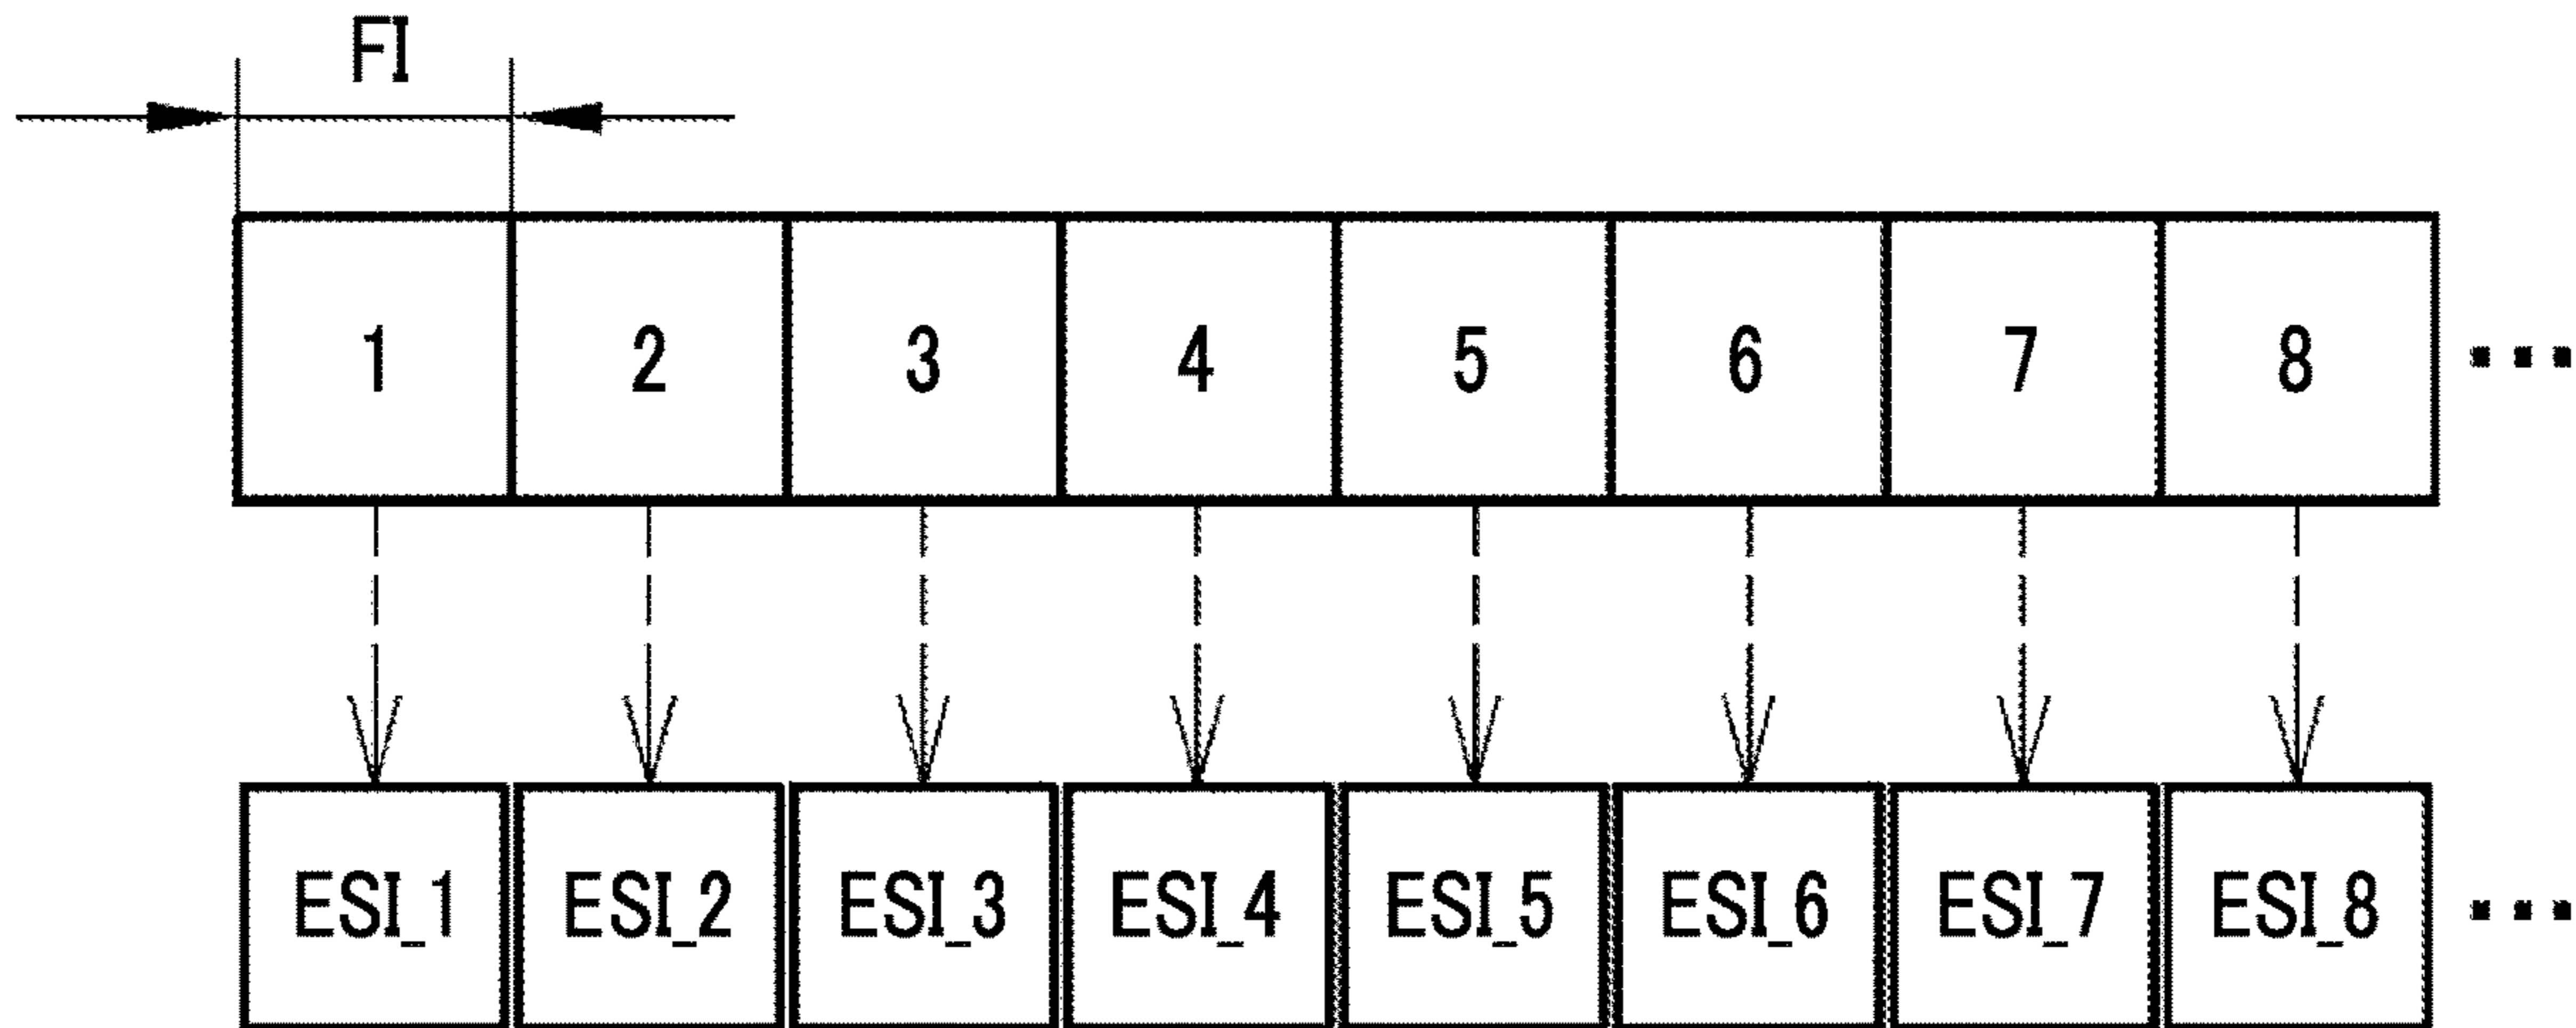 FI
1 2 3 4 5 6 7 8 ...
ESI_1 ESI_2 ESI_3 ESI_4 ESI_5 ESI_6 ESI_7 ESI_8 ...